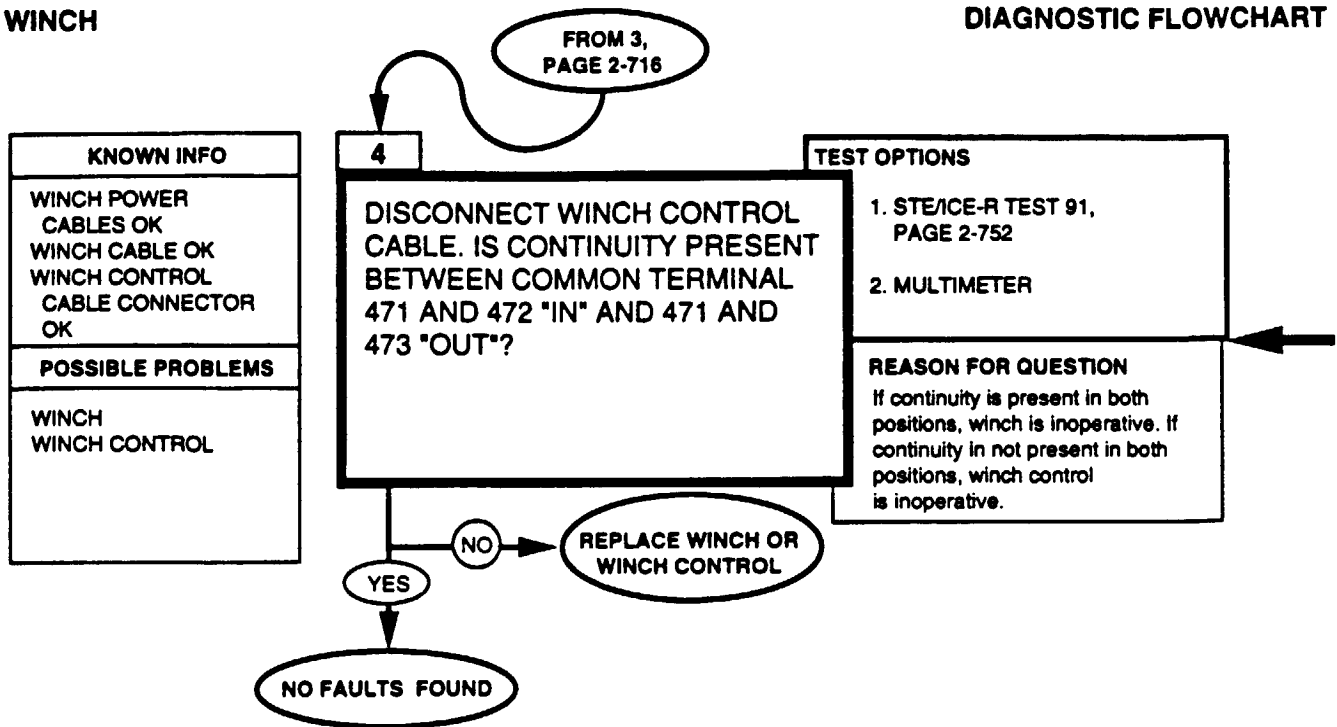 WINCH
DIAGNOSTIC FLOWCHART
FROM 3,
PAGE 2-716
KNOWN INFO
WINCH POWER
CABLES OK
WINCH CABLE OK
WINCH CONTROL
CABLE CONNECTOR
OK
POSSIBLE PROBLEMS
WINCH
WINCH CONTROL
4
DISCONNECT WINCH CONTROL
CABLE. IS CONTINUITY PRESENT
BETWEEN COMMON TERMINAL
471 AND 472 "IN" AND 471 AND
473 "OUT"?
TEST OPTIONS
1. STE/ICE-R TEST 91,
PAGE 2-752
2. MULTIMETER
REASON FOR QUESTION
If continuity is present in both
positions, winch is inoperative. If
continuity in not present in both
positions, winch control
is inoperative.
NO
REPLACE WINCH OR
WINCH CONTROL
YES
NO FAULTS FOUND